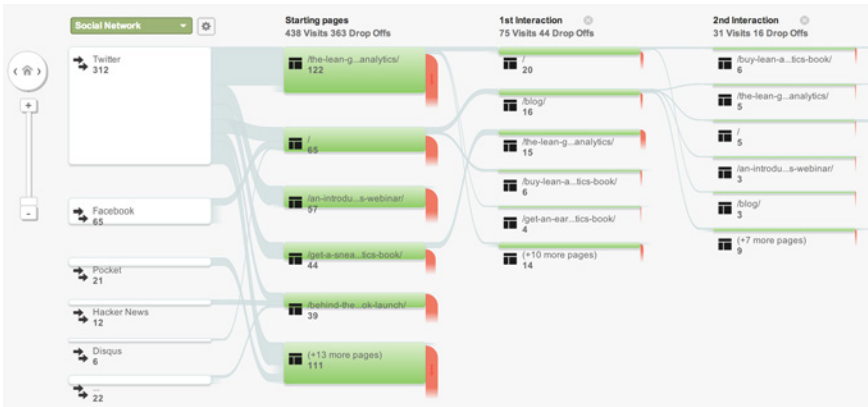 Social Network
Twitter
312
Facebook
65
Pocket
21
Hacker News
12
Disqus
6
...
22
Starting pages
438 Visits 363 Drop Offs
/the-lean-g...analytics/
122
/
65
/an-introdu...s-webinar/
57
/get-a-snea...tics-book/
44
/behind-the...ok-launch/
39
(+13 more pages)
111
1st Interaction
75 Visits 44 Drop Offs
/
20
/blog/
16
/the-lean-g...analytics/
15
/buy-lean-a...tics-book/
6
/get-an-ear...tics-book/
4
(+10 more pages)
14
2nd Interaction
31 Visits 16 Drop Offs
/buy-lean-a...tics-book/
6
/the-lean-g...analytics/
5
/
5
/an-introdu...s-webinar/
3
/blog/
3
(+7 more pages)
9